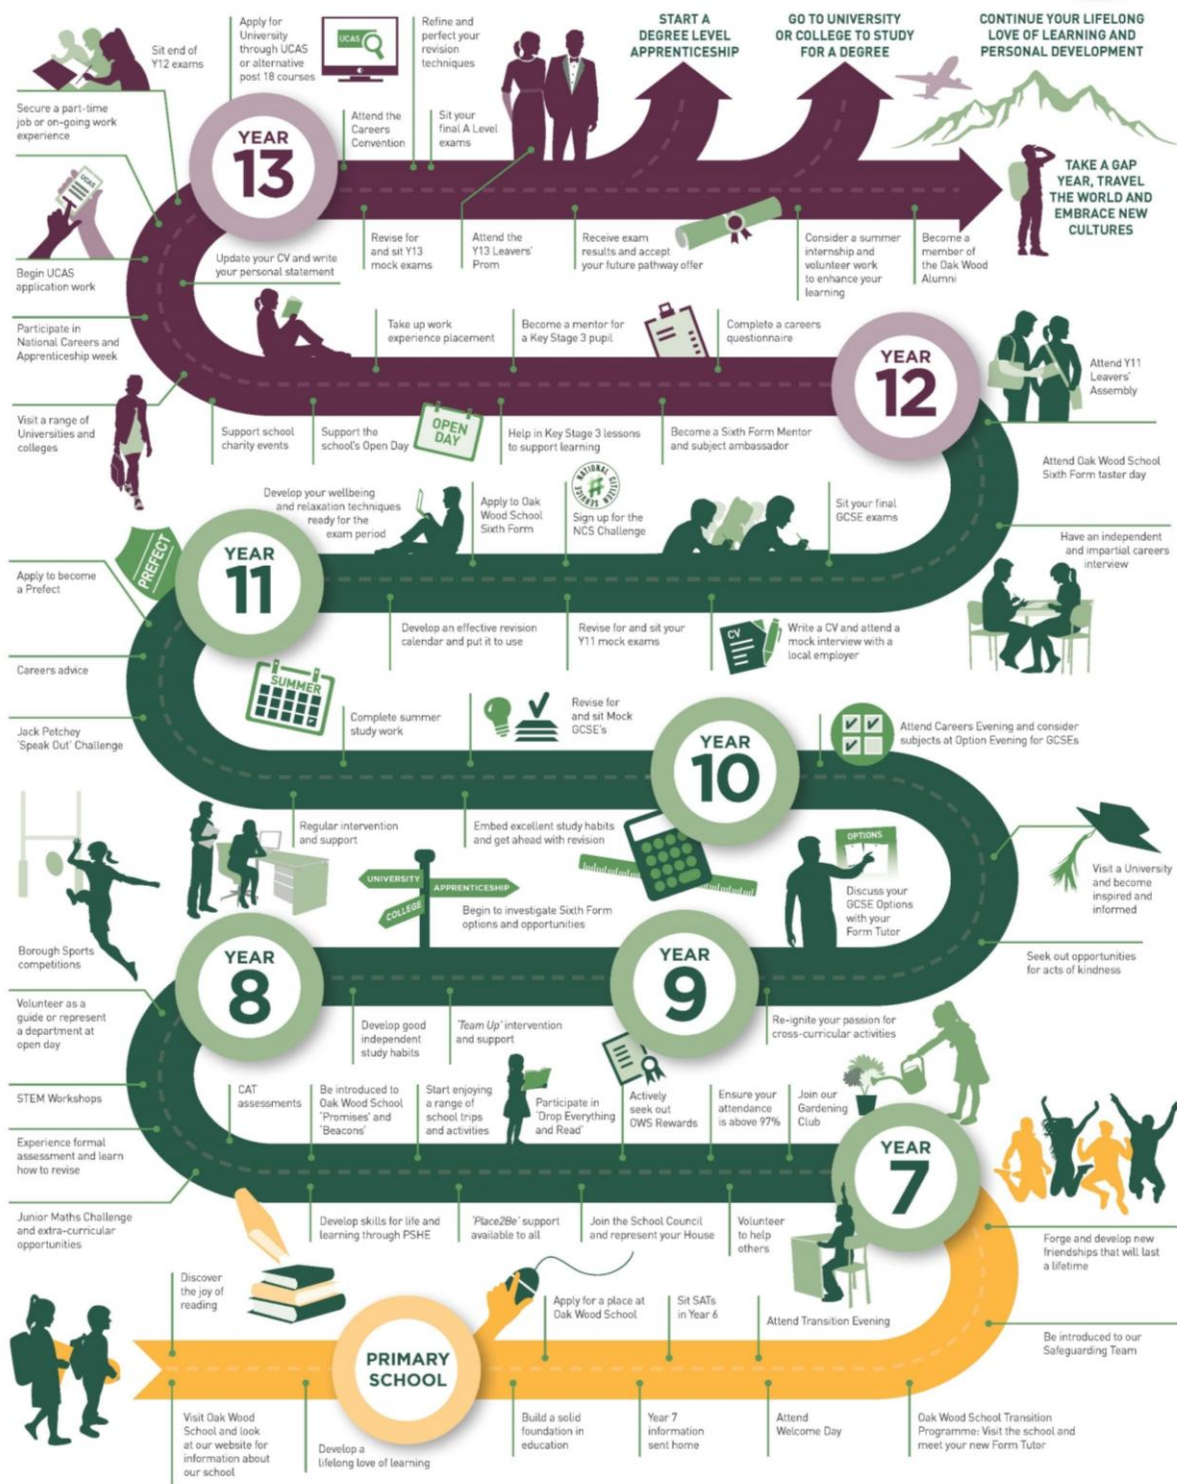 START A
DEGREE LEVEL
APPRENTICESHIP
GO TO UNIVERSITY
OR COLLEGE TO STUDY
FOR A DEGREE
CONTINUE YOUR LIFELONG
LOVE OF LEARNING AND
PERSONAL DEVELOPMENT
TAKE A GAP
YEAR, TRAVEL
THE WORLD AND
EMBRACE NEW
CULTURES
Sit end of
Y12 exams
Apply for
University
through UCAS
or alternative
post 18 courses
UCAS
Refine and
perfect your
revision
techniques
Secure a part-time
job or on-going work
experience
YEAR
13
Attend the
Careers
Convention
Sit your
final A Level
exams
UCAS
Begin UCAS
application work
Update your CV and write
your personal statement
Revise for
and sit Y13
mock exams
Attend the
Y13 Leavers'
Prom
Receive exam
results and accept
your future pathway offer
Consider a summer
internship and
volunteer work
to enhance your
learning
Become a
member of
the Oak Wood
Alumni
Participate in
National Careers and
Apprenticeship week
Take up work
experience placement
Become a mentor for
a Key Stage 3 pupil
Complete a careers
questionnaire
YEAR
12
Attend Y11
Leavers'
Assembly
Visit a range of
Universities and
colleges
Support school
charity events
Support the
school's Open Day
OPEN
DAY
Help in Key Stage 3 lessons
to support learning
Become a Sixth Form Mentor
and subject ambassador
Attend Oak Wood School
Sixth Form taster day
Develop your wellbeing
and relaxation techniques
ready for the
exam period
Apply to Oak
Wood School
Sixth Form
NATIONAL CITIZEN SERVICE
Sign up for the
NCS Challenge
Sit your final
GCSE exams
Have an independent
and impartial careers
interview
PREFECT
YEAR
11
Apply to become
a Prefect
Develop an effective revision
calendar and put it to use
Revise for and sit your
Y11 mock exams
CV
Write a CV and attend a
mock interview with a
local employer
Careers advice
SUMMER
Complete summer
study work
Revise for
and sit Mock
GCSE's
YEAR
10
Attend Careers Evening and consider
subjects at Option Evening for GCSEs
Jack Petchey
'Speak Out' Challenge
Regular intervention
and support
Embed excellent study habits
and get ahead with revision
OPTIONS
Discuss your
GCSE Options
with your
Form Tutor
Visit a University
and become
inspired and
informed
UNIVERSITY
APPRENTICESHIP
COLLEGE
Begin to investigate Sixth Form
options and opportunities
Borough Sports
competitions
YEAR
8
YEAR
9
Seek out opportunities
for acts of kindness
Volunteer as a
guide or represent
a department at
open day
Develop good
independent
study habits
'Team Up' intervention
and support
Re-ignite your passion for
cross-curricular activities
STEM Workshops
CAT
assessments
Be introduced to
Oak Wood School
'Promises' and
'Beacons'
Start enjoying
a range of
school trips
and activities
Participate in
'Drop Everything
and Read'
Actively
seek out
OWS Rewards
Ensure your
attendance
is above 97%
Join our
Gardening
Club
Experience formal
assessment and learn
how to revise
YEAR
7
Junior Maths Challenge
and extra-curricular
opportunities
Develop skills for life and
learning through PSHE
'Place2Be' support
available to all
Join the School Council
and represent your House
Volunteer
to help
others
Forge and develop new
friendships that will last
a lifetime
Discover
the joy of
reading
Apply for a place at
Oak Wood School
Sit SATs
in Year 6
Attend Transition Evening
Be introduced to our
Safeguarding Team
PRIMARY
SCHOOL
Visit Oak Wood
School and look
at our website for
information about
our school
Develop a
lifelong love of learning
Build a solid
foundation in
education
Year 7
information
sent home
Attend
Welcome Day
Oak Wood School Transition
Programme: Visit the school and
meet your new Form Tutor